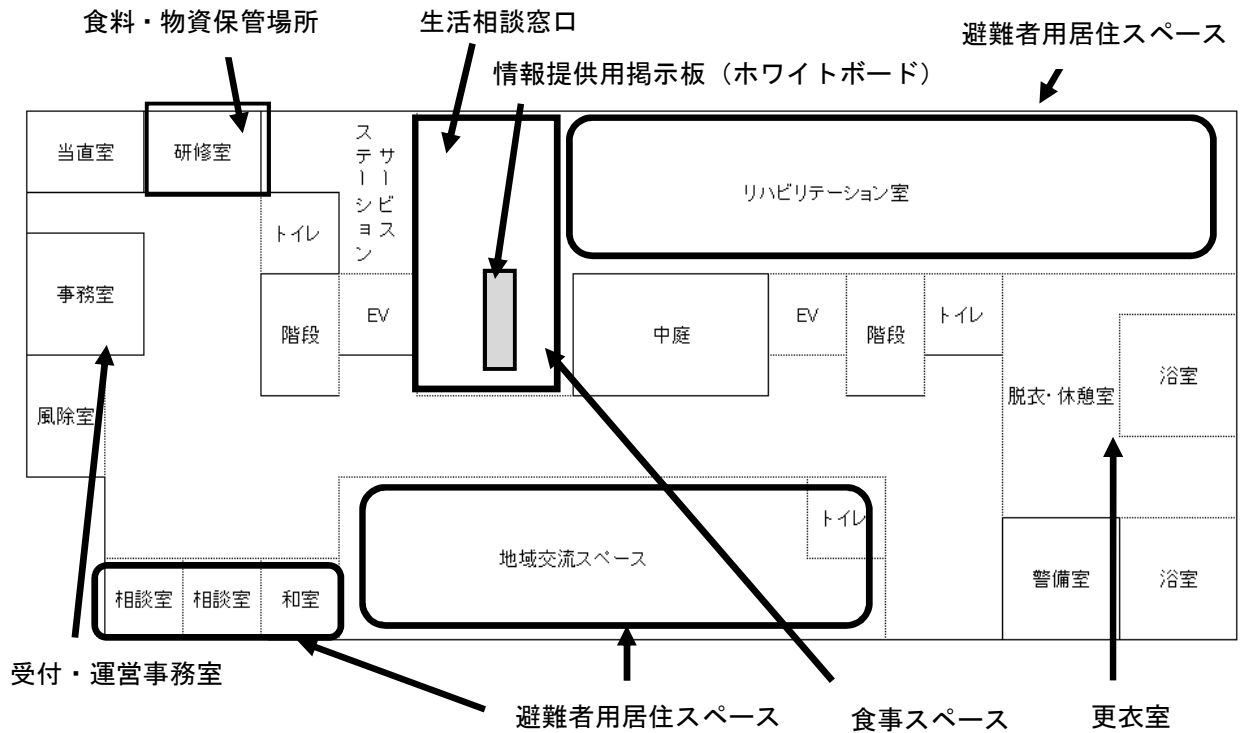 食料・物資保管場所
生活相談窓口
避難者用居住スペース
情報提供用掲示板（ホワイトボード）
当直室
研修室
サービス
ステーション
リハビリテーション室
トイレ
事務室
階段
EV
中庭
EV
階段
トイレ
脱衣・休憩室
浴室
風除室
トイレ
地域交流スペース
相談室
相談室
和室
警備室
浴室
受付・運営事務室
避難者用居住スペース
食事スペース
更衣室